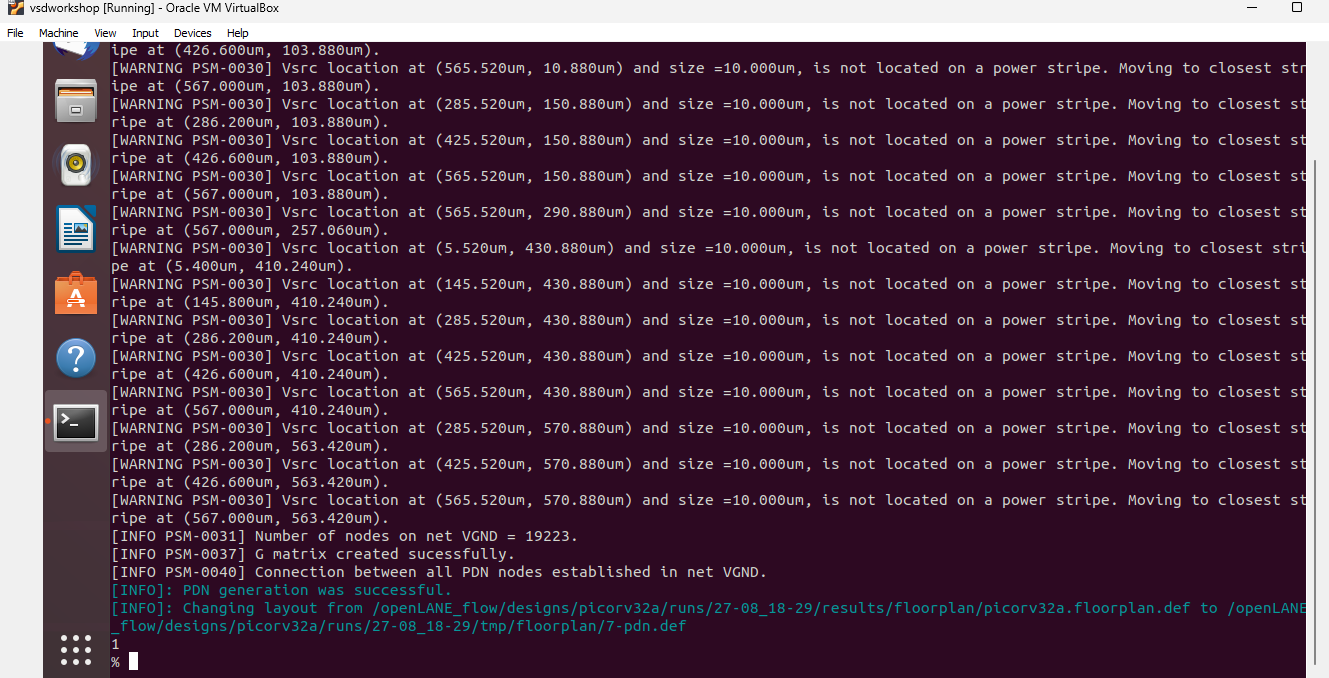 vsdworkshop [Running] - Oracle VM VirtualBox
File Machine View Input Devices Help
ipe at (426.600um, 103.880um).
[WARNING PSM-0030] Vsrc location at (565.520um, 10.880um) and size =10.000um, is not located on a power stripe. Moving to closest str
ipe at (567.000um, 103.880um).
[WARNING PSM-0030] Vsrc location at (285.520um, 150.880um) and size =10.000um, is not located on a power stripe. Moving to closest st
ripe at (286.200um, 103.880um).
[WARNING PSM-0030] Vsrc location at (425.520um, 150.880um) and size =10.000um, is not located on a power stripe. Moving to closest st
ripe at (426.600um, 103.880um).
[WARNING PSM-0030] Vsrc location at (565.520um, 150.880um) and size =10.000um, is not located on a power stripe. Moving to closest st
ripe at (567.000um, 103.880um).
[WARNING PSM-0030] Vsrc location at (565.520um, 290.880um) and size =10.000um, is not located on a power stripe. Moving to closest st
ripe at (567.000um, 257.060um).
[WARNING PSM-0030] Vsrc location at (5.520um, 430.880um) and size =10.000um, is not located on a power stripe. Moving to closest stri
pe at (5.400um, 410.240um).
[WARNING PSM-0030] Vsrc location at (145.520um, 430.880um) and size =10.000um, is not located on a power stripe. Moving to closest st
ripe at (145.800um, 410.240um).
[WARNING PSM-0030] Vsrc location at (285.520um, 430.880um) and size =10.000um, is not located on a power stripe. Moving to closest st
ripe at (286.200um, 410.240um).
[WARNING PSM-0030] Vsrc location at (425.520um, 430.880um) and size =10.000um, is not located on a power stripe. Moving to closest st
ripe at (426.600um, 410.240um).
[WARNING PSM-0030] Vsrc location at (565.520um, 430.880um) and size =10.000um, is not located on a power stripe. Moving to closest st
ripe at (567.000um, 410.240um).
[WARNING PSM-0030] Vsrc location at (285.520um, 570.880um) and size =10.000um, is not located on a power stripe. Moving to closest st
ripe at (286.200um, 563.420um).
[WARNING PSM-0030] Vsrc location at (425.520um, 570.880um) and size =10.000um, is not located on a power stripe. Moving to closest st
ripe at (426.600um, 563.420um).
[WARNING PSM-0030] Vsrc location at (565.520um, 570.880um) and size =10.000um, is not located on a power stripe. Moving to closest st
ripe at (567.000um, 563.420um).
[INFO PSM-0031] Number of nodes on net VGND = 19223.
[INFO PSM-0037] G matrix created sucessfully.
[INFO PSM-0040] Connection between all PDN nodes established in net VGND.
[INFO]: PDN generation was successful.
[INFO]: Changing layout from /openLANE_flow/designs/picorv32a/runs/27-08_18-29/results/floorplan/picorv32a.floorplan.def to /openLANE
_flow/designs/picorv32a/runs/27-08_18-29/tmp/floorplan/7-pdn.def
1
%